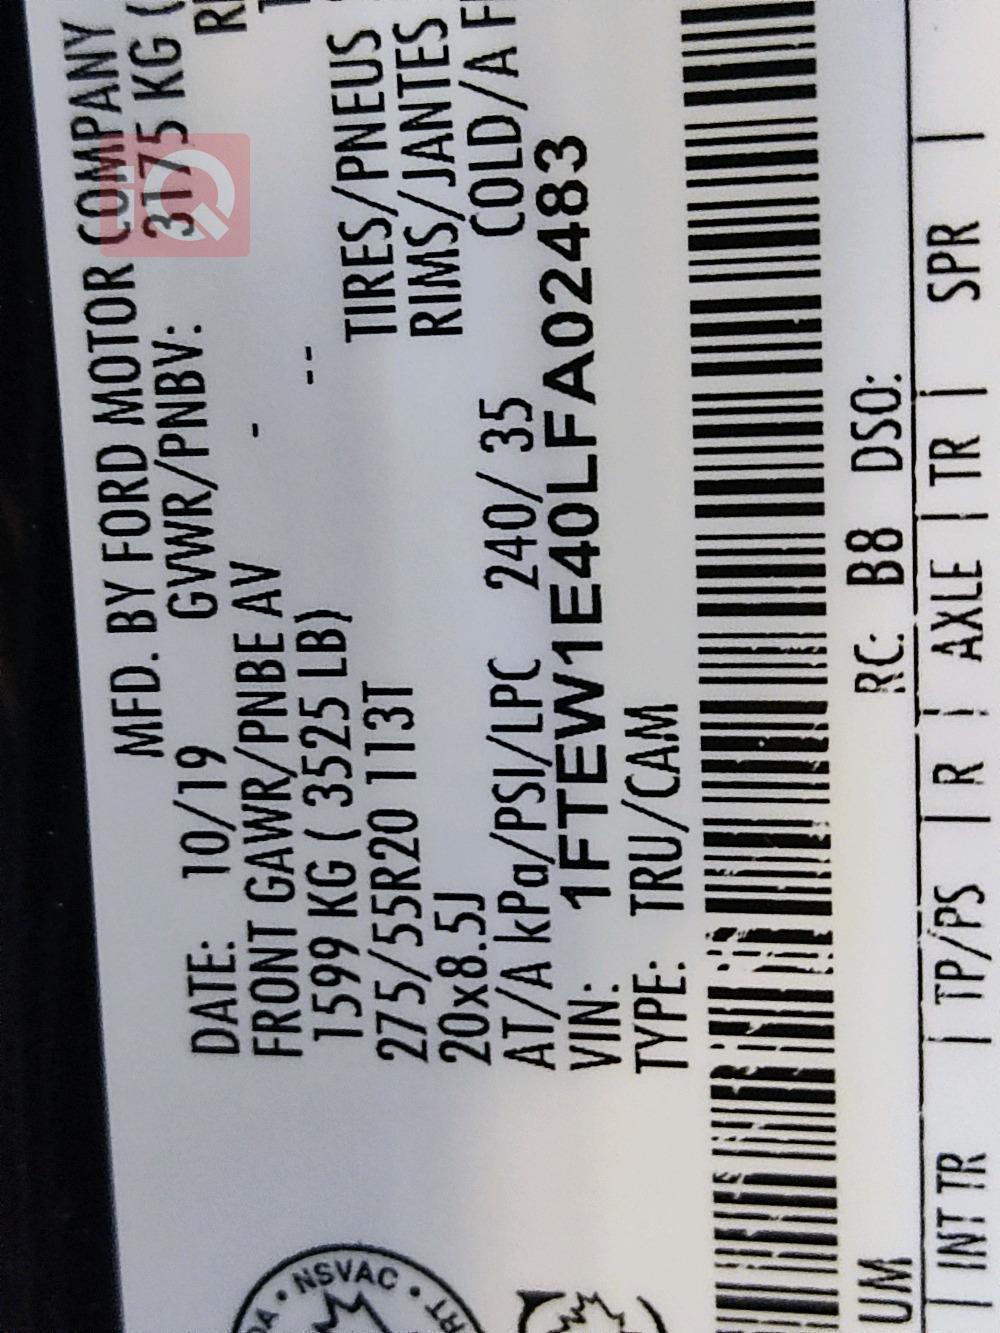 MFD. BY FORD MOTOR COMPANY
DATE: 10/19 GVWR/PNBV: 3175 KG (
FRONT GAWR/PNBE AV -
1599 KG ( 3525 LB) --
275/55R20 113T TIRES/PNEUS
20x8.5J RIMS/JANTES
AT/A kPa/PSI/LPC 240/ 35 COLD/A F
VIN: 1FTEW1E40LFA02483
TYPE: TRU/CAM
RC: B8 DSO:
UM
| INT TR | TP/PS | R | AXLE | TR | SPR |
• NSVAC •
iQ